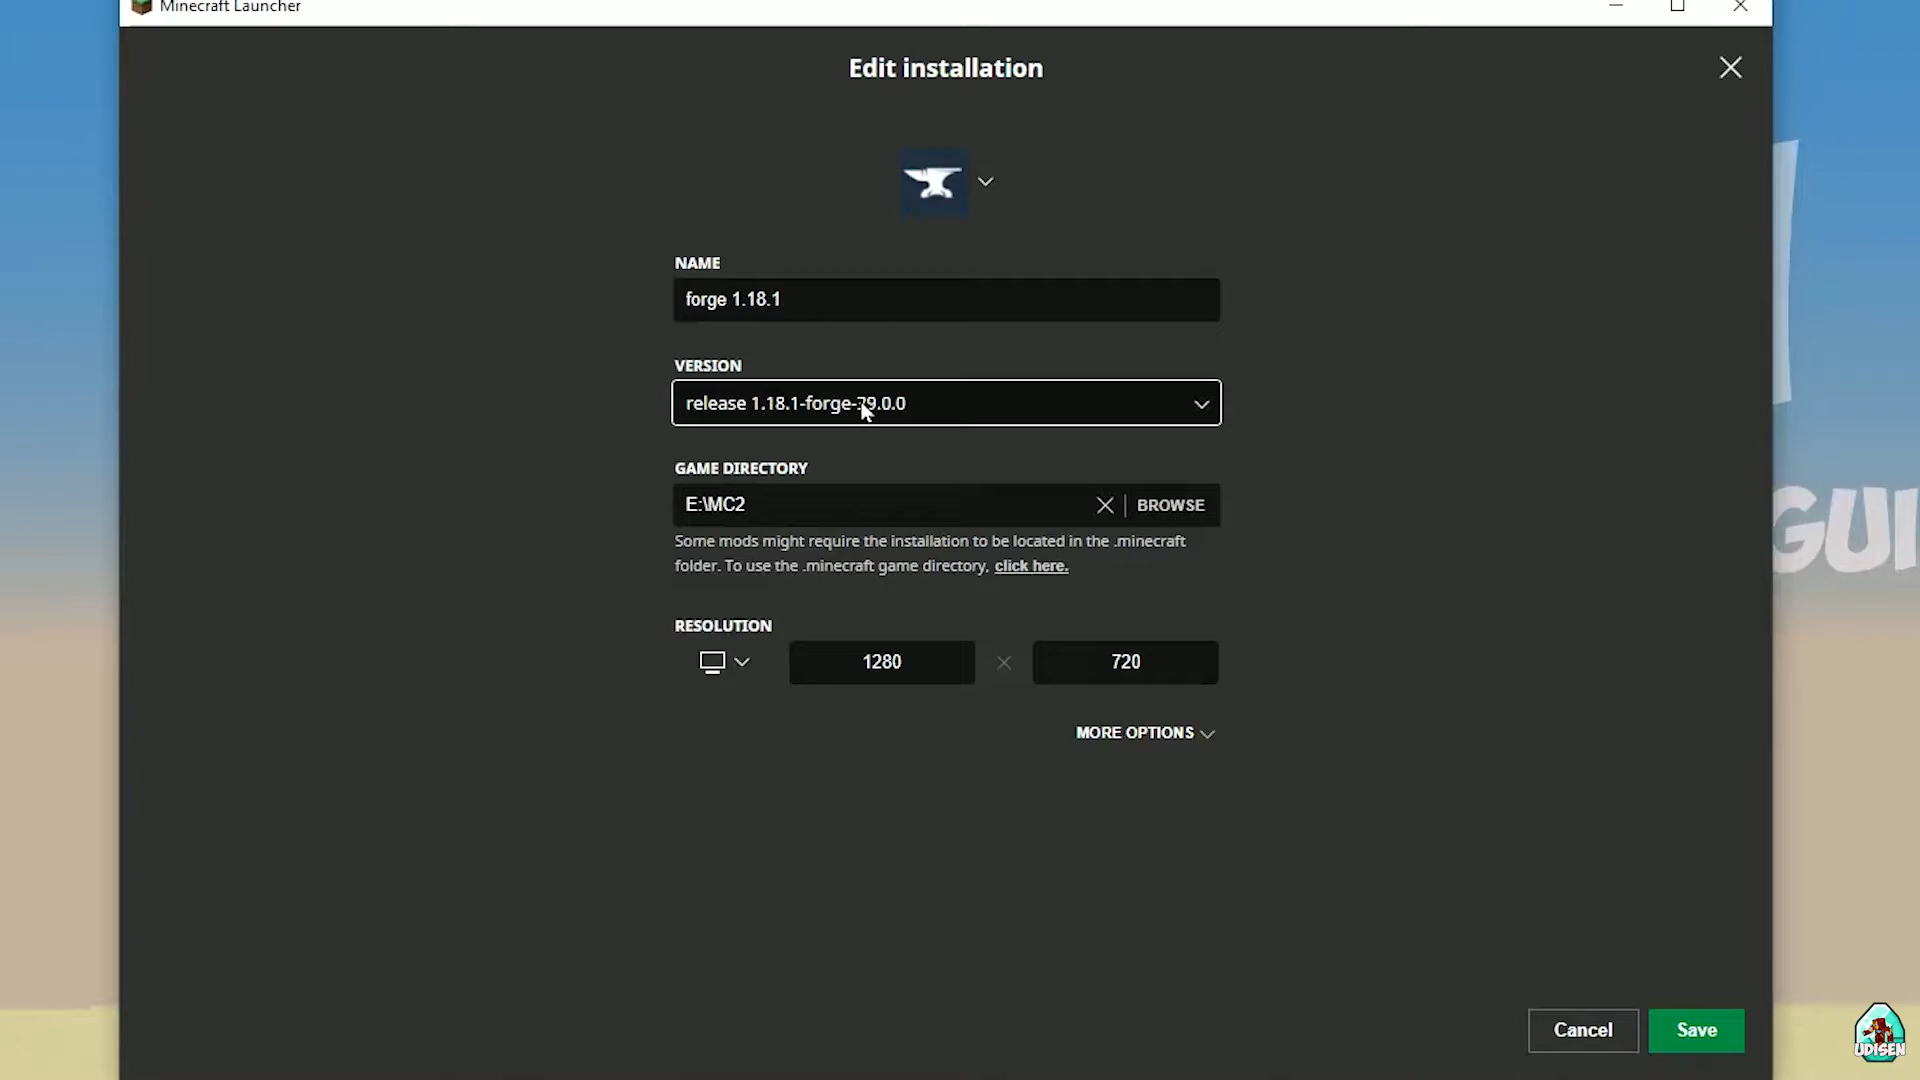 Minecraft Launcher
Edit installation
NAME
forge 1.18.1
VERSION
release 1.18.1-forge-39.0.0
GAME DIRECTORY
E:\MC2
BROWSE
Some mods might require the installation to be located in the .minecraft
folder. To use the .minecraft game directory, click here.
RESOLUTION
1280
720
MORE OPTIONS
Cancel
Save
GUI
UDISEN